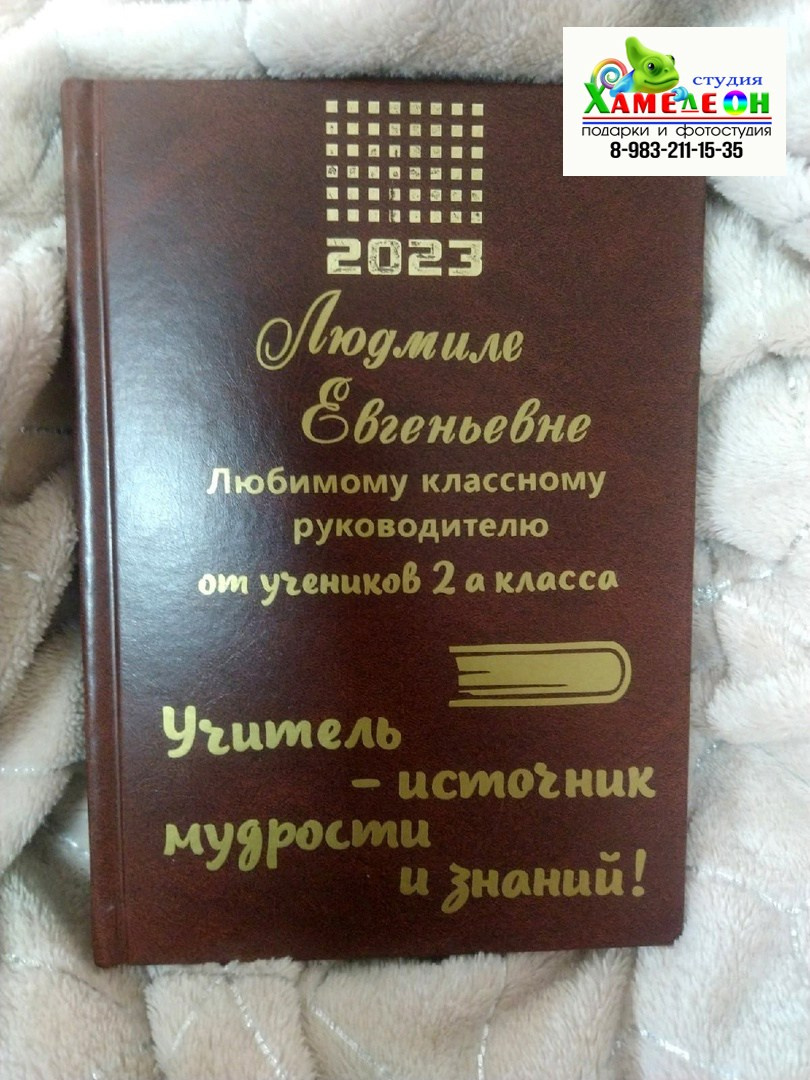 студия
ХАМЕЛЕОН
подарки и фотостудия
8-983-211-15-35
2023
Людмиле
Евгеньевне
Любимому классному
руководителю
от учеников 2 а класса
Учитель
- источник
мудрости
и знаний!